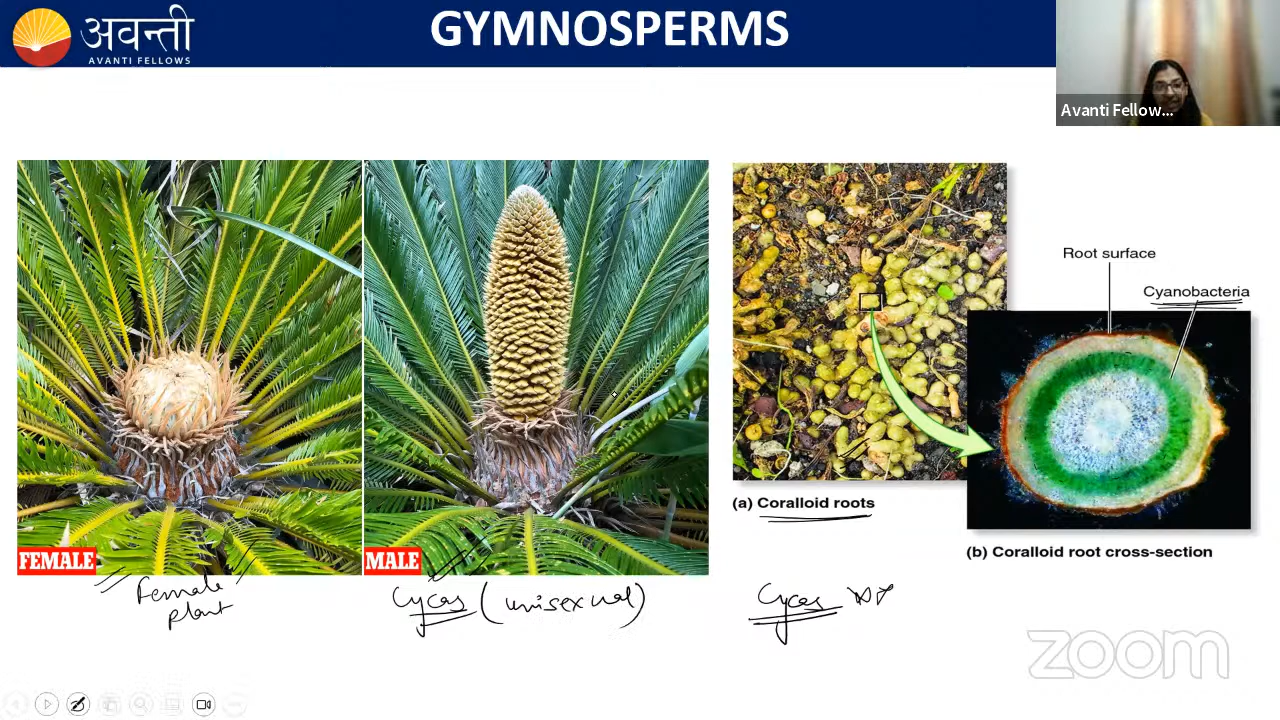 अवन्ती
AVANTI FELLOWS
GYMNOSPERMS
Avanti Fellow...
Root surface
Cyanobacteria
(a) Coralloid roots
(b) Coralloid root cross-section
FEMALE
MALE
Female
plant
Cycas (unisexual)
Cycas
zoom